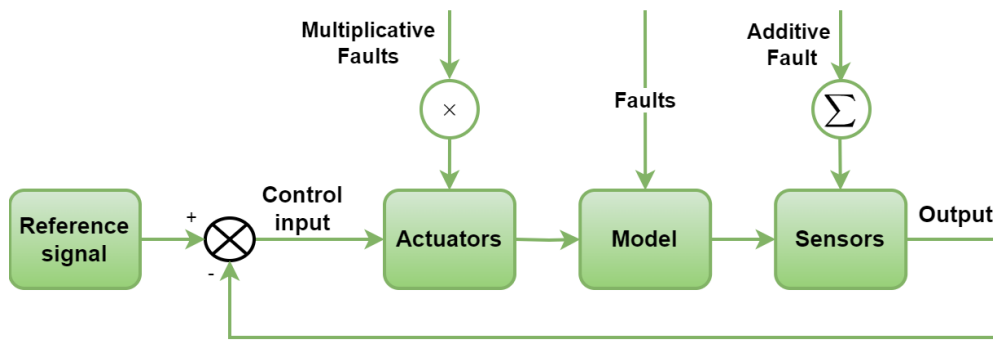 Multiplicative
Faults
Additive
Fault
×
Faults
∑
Reference
signal
+
-
Control
input
Actuators
Model
Sensors
Output